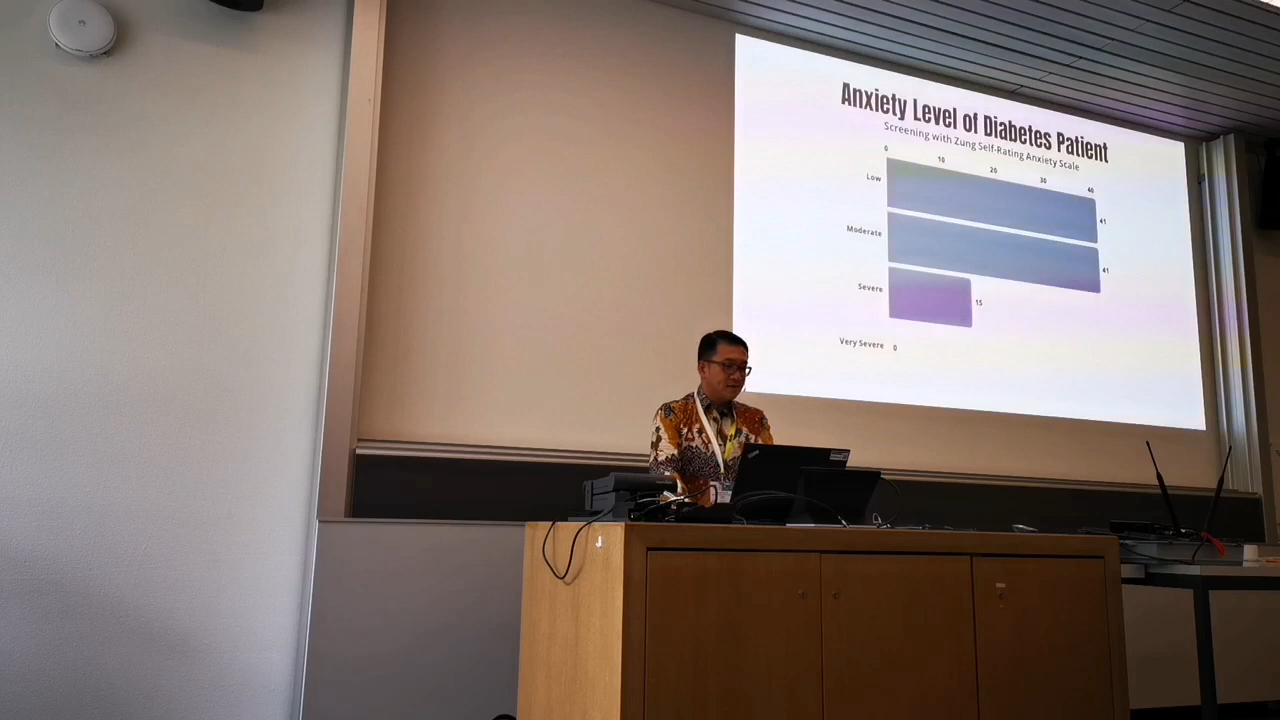 Anxiety Level of Diabetes Patient
Screening with Zung Self-Rating Anxiety Scale
0 10 20 30 40
Low 41
Moderate 41
Severe 15
Very Severe 0